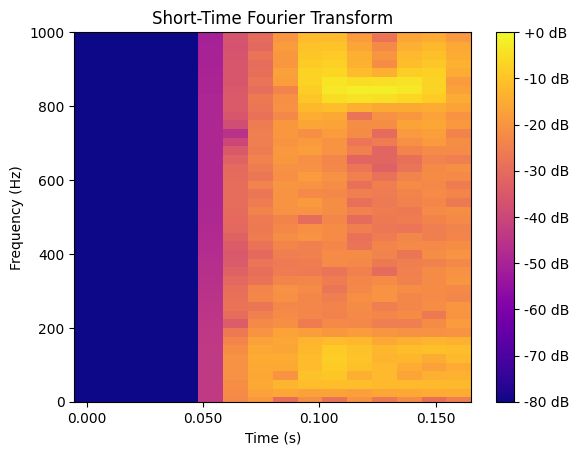 Short-Time Fourier Transform
1000
800
600
400
200
0
Frequency (Hz)
0.000
0.050
0.100
0.150
Time (s)
+0 dB
-10 dB
-20 dB
-30 dB
-40 dB
-50 dB
-60 dB
-70 dB
-80 dB